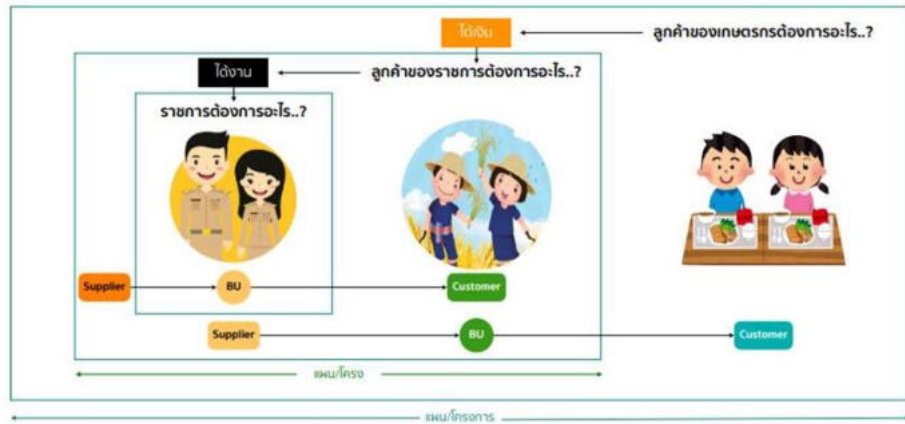 ได้เงิน
ลูกค้าของเกษตรกรต้องการอะไร..?
ได้งาน
ลูกค้าของราชการต้องการอะไร..?
ราชการต้องการอะไร..?
Supplier
BU
Customer
Supplier
BU
Customer
แผน/โครง
แผน/โครงการ